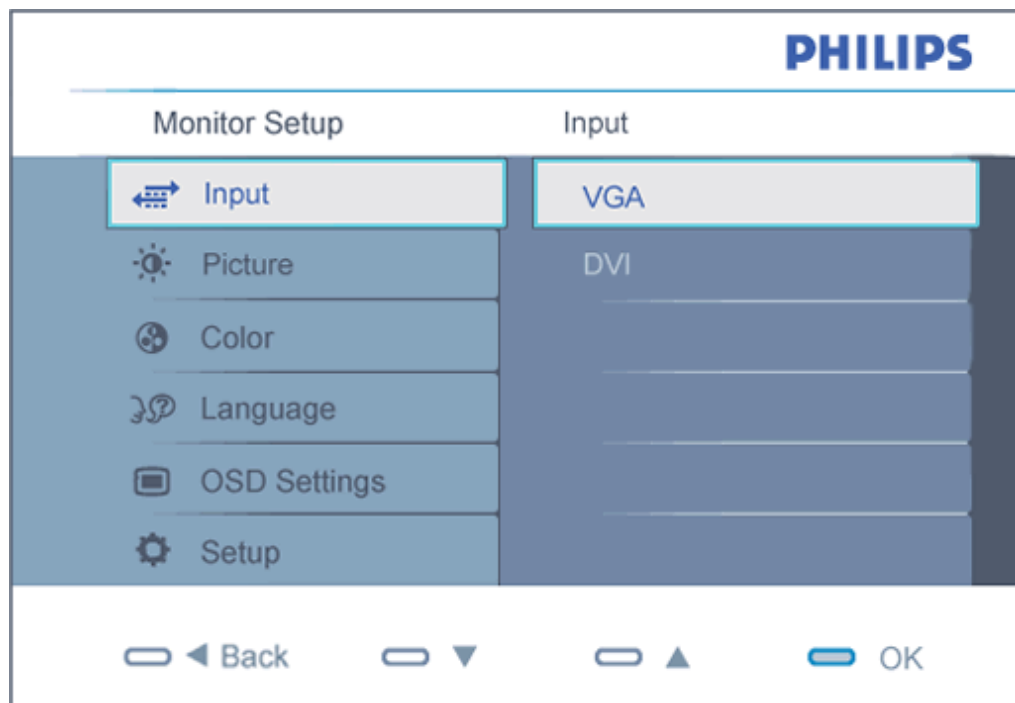 PHILIPS
Monitor Setup Input
Input VGA
Picture DVI
Color
Language
OSD Settings
Setup
Back OK